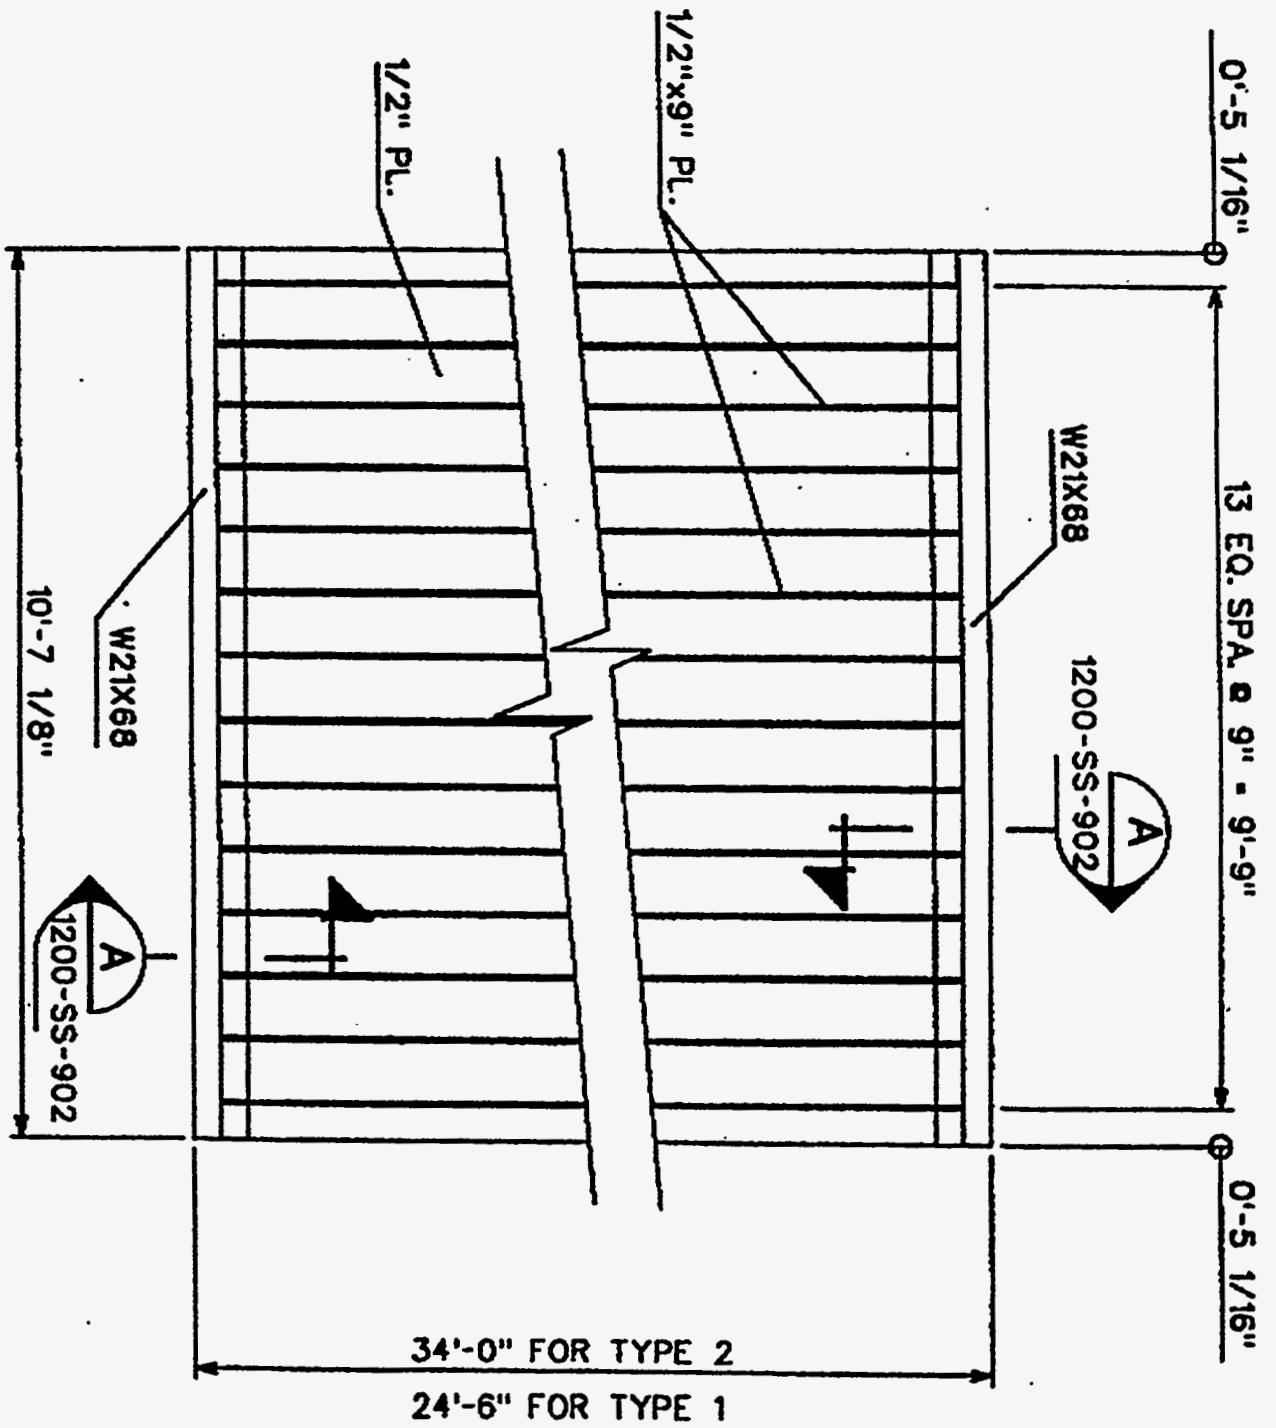 0'-5 1/16"
13 EQ. SPA. @ 9" = 9'-9"
0'-5 1/16"
1/2"x9" PL.
1/2" PL.
W21X68
A
1200-SS-902
W21X68
A
1200-SS-902
10'-7 1/8"
34'-0" FOR TYPE 2
24'-6" FOR TYPE 1